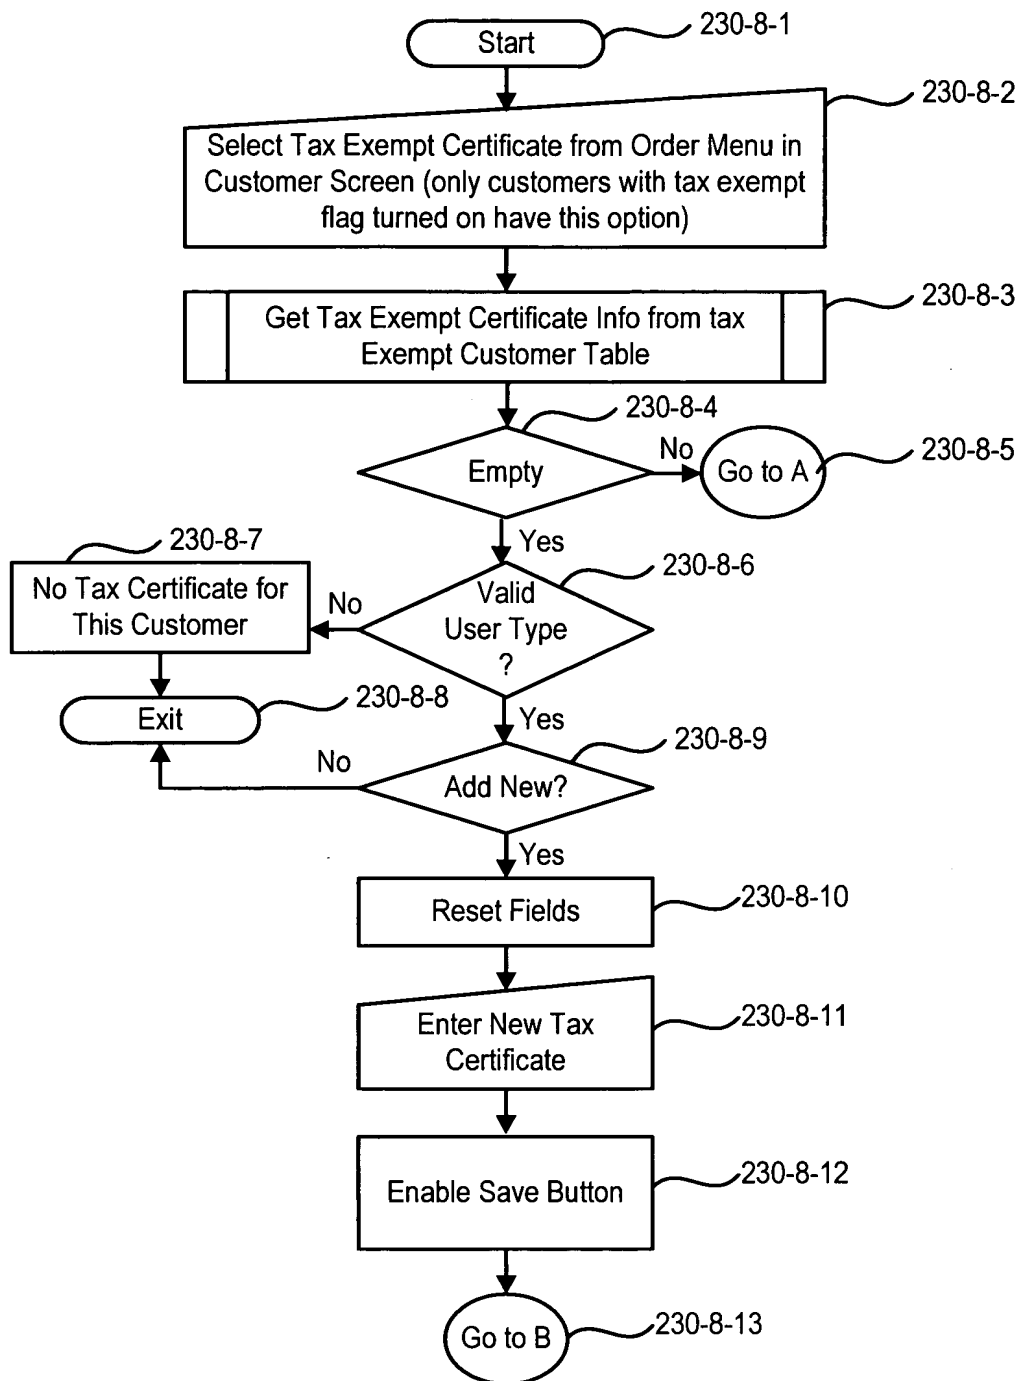 Start
230-8-1
230-8-2
Select Tax Exempt Certificate from Order Menu in
Customer Screen (only customers with tax exempt
flag turned on have this option)
230-8-3
Get Tax Exempt Certificate Info from tax
Exempt Customer Table
230-8-4
Empty
No
Go to A
230-8-5
Yes
230-8-7
No Tax Certificate for
This Customer
No
Valid
User Type
?
230-8-6
Exit
230-8-8
Yes
230-8-9
No
Add New?
Yes
Reset Fields
230-8-10
Enter New Tax
Certificate
230-8-11
Enable Save Button
230-8-12
Go to B
230-8-13